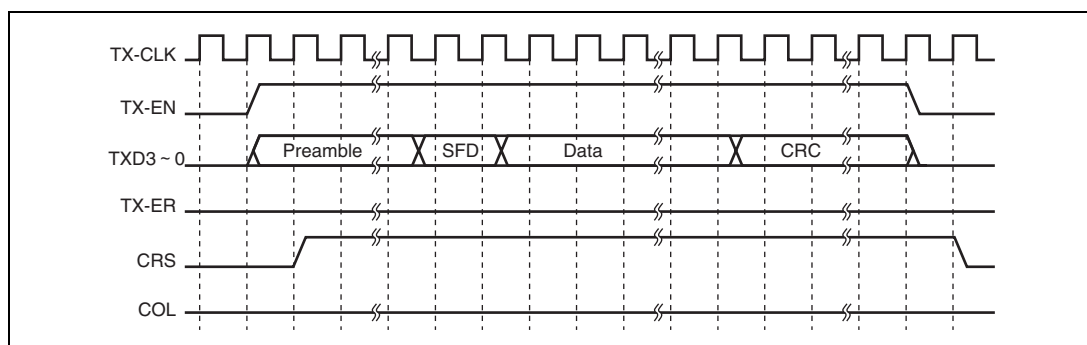 TX-CLK
TX-EN
TXD3 ~ 0
Preamble
SFD
Data
CRC
TX-ER
CRS
COL